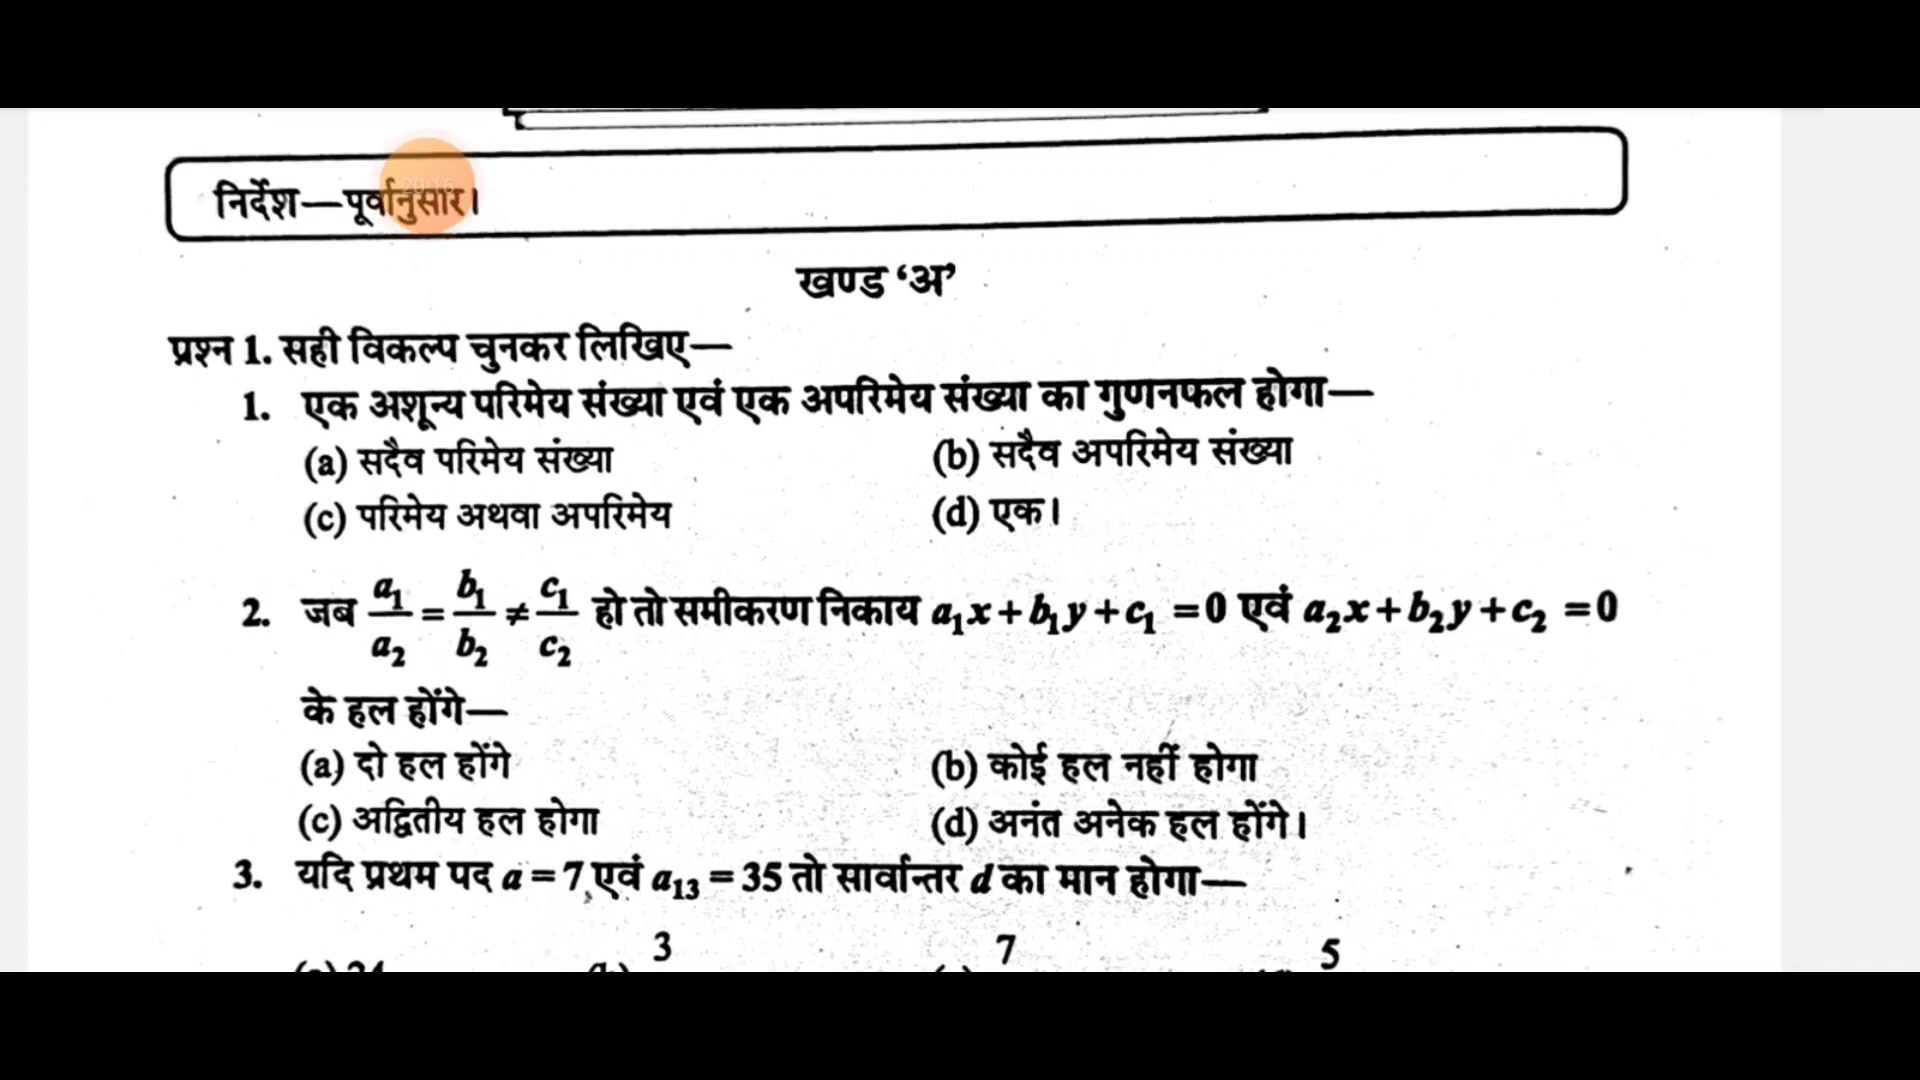 निर्देश—पूर्वानुसार।
खण्ड ‘अ’
प्रश्न 1. सही विकल्प चुनकर लिखिए—
1. एक अशून्य परिमेय संख्या एवं एक अपरिमेय संख्या का गुणनफल होगा—
(a) सदैव परिमेय संख्या (b) सदैव अपरिमेय संख्या
(c) परिमेय अथवा अपरिमेय (d) एक।
2. जब a₁/a₂ = b₁/b₂ ≠ c₁/c₂ हो तो समीकरण निकाय a₁x + b₁y + c₁ = 0 एवं a₂x + b₂y + c₂ = 0
के हल होंगे—
(a) दो हल होंगे (b) कोई हल नहीं होगा
(c) अद्वितीय हल होगा (d) अनंत अनेक हल होंगे।
3. यदि प्रथम पद a = 7 एवं a₁₃ = 35 तो सार्वान्तर d का मान होगा—
3 7 5